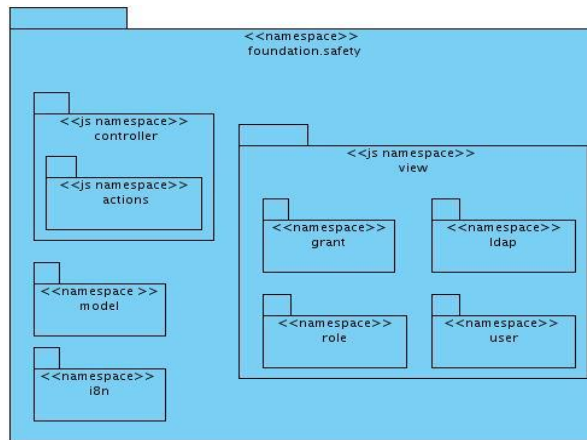 <<namespace>>
foundation.safety
<<js namespace>>
controller
<<js namespace>>
actions
<<namespace >>
model
<<namespace>>
i8n
<<js namespace>>
view
<<namespace>>
grant
<<namespace>>
ldap
<<namespace>>
role
<<namespace>>
user